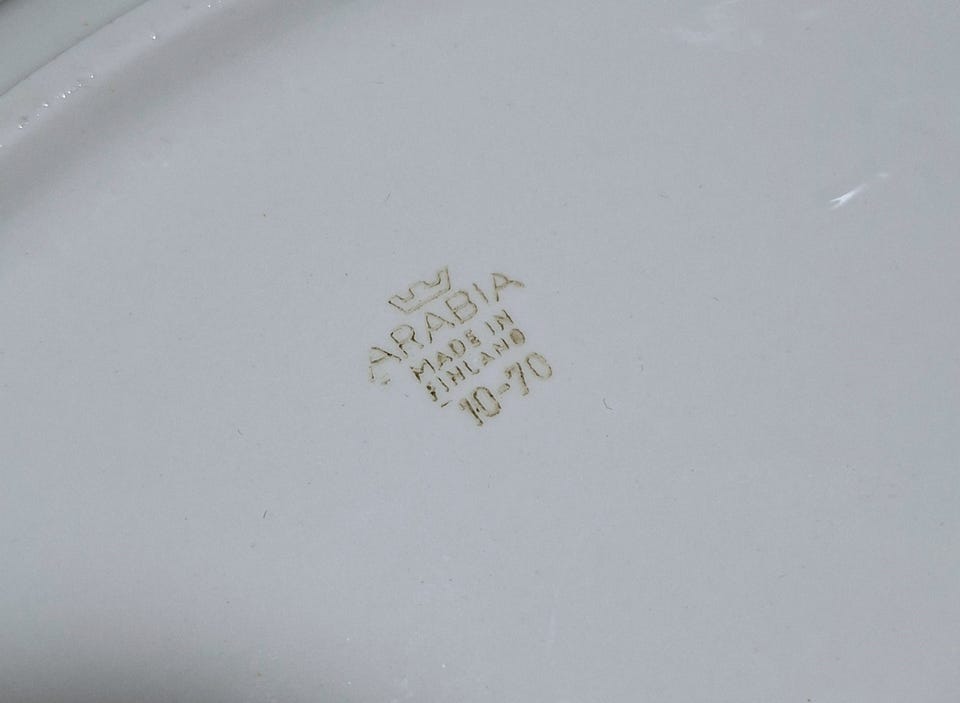 ARABIA
MADE IN
FINLAND
10-70